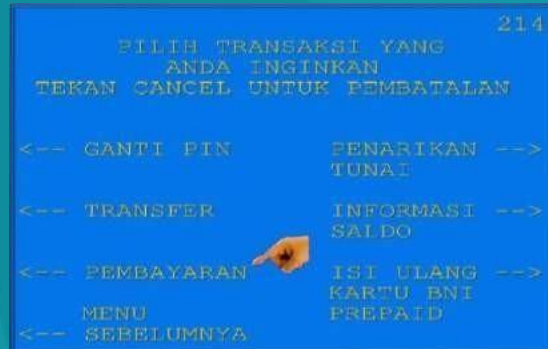 214
PILIH TRANSAKSI YANG
ANDA INGINKAN
TEKAN CANCEL UNTUK PEMBATALAN
<-- GANTI PIN
PENARIKAN -->
TUNAI
<-- TRANSFER
INFORMASI -->
SALDO
<-- PEMBAYARAN
ISI ULANG -->
KARTU BNI
PREPAID
MENU
<-- SEBELUMNYA